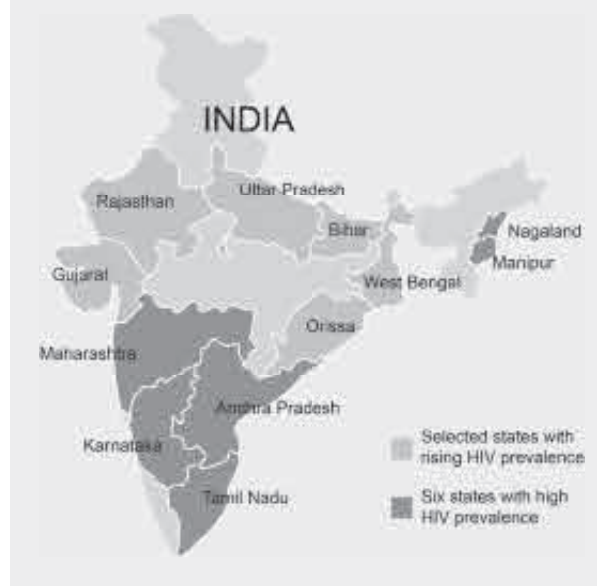 INDIA
Uttar Pradesh
Rajasthan
Bihar
Nagaland
Manipur
Gujarat
West Bengal
Orissa
Maharashtra
Andhra Pradesh
Karnataka
Tamil Nadu
Selected states with
rising HIV prevalence
Six states with high
HIV prevalence